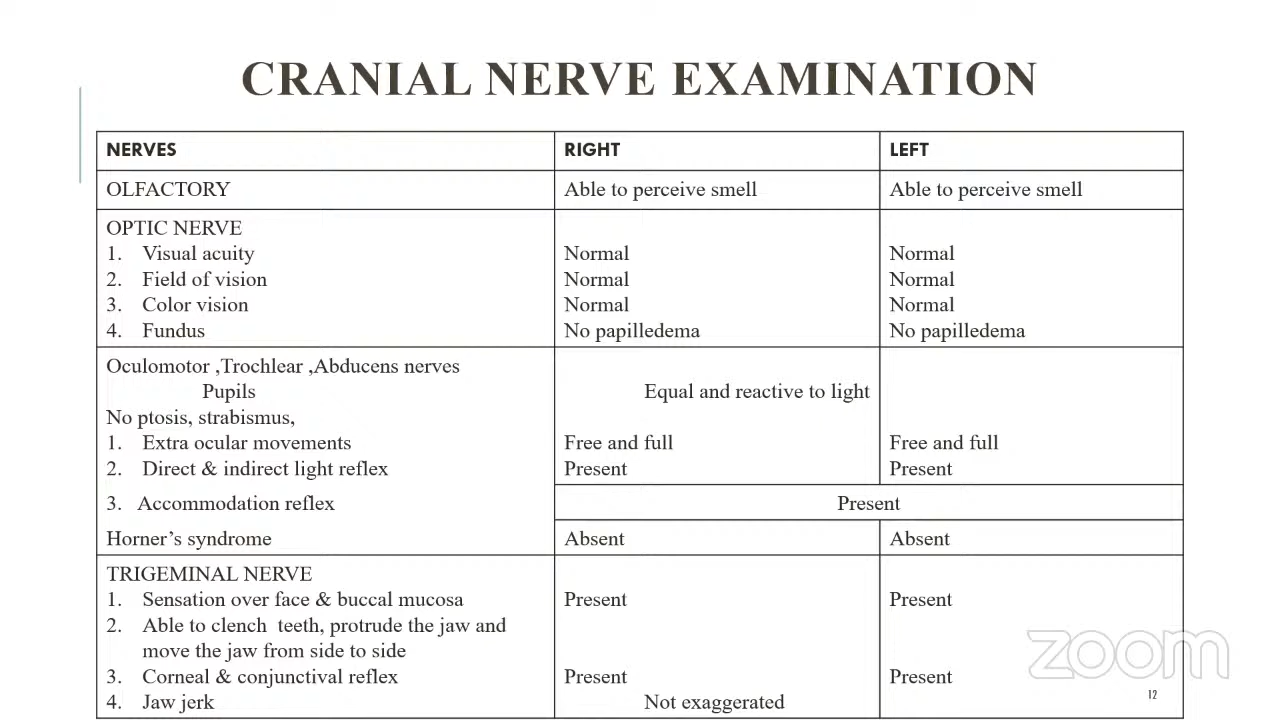 CRANIAL NERVE EXAMINATION
NERVES RIGHT LEFT
OLFACTORY Able to perceive smell Able to perceive smell
OPTIC NERVE
1. Visual acuity Normal Normal
2. Field of vision Normal Normal
3. Color vision Normal Normal
4. Fundus No papilledema No papilledema
Oculomotor ,Trochlear ,Abducens nerves
Pupils Equal and reactive to light
No ptosis, strabismus,
1. Extra ocular movements Free and full Free and full
2. Direct & indirect light reflex Present Present
3. Accommodation reflex Present
Horner’s syndrome Absent Absent
TRIGEMINAL NERVE
1. Sensation over face & buccal mucosa Present Present
2. Able to clench teeth, protrude the jaw and
move the jaw from side to side
3. Corneal & conjunctival reflex Present Present
4. Jaw jerk Not exaggerated
zoom
12